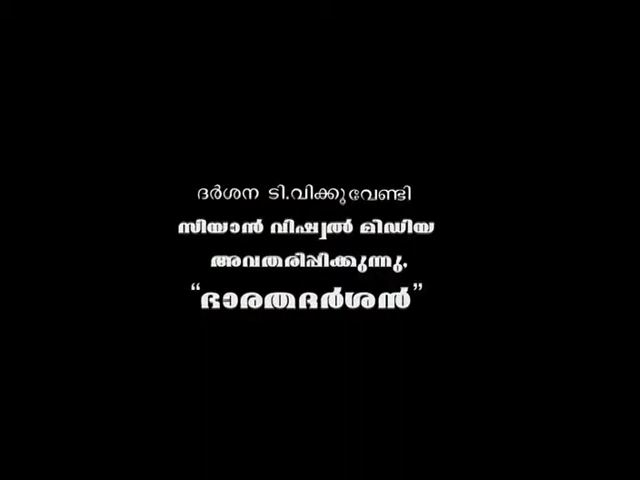 ദർശന ടി.വിക്കുവേണ്ടി
സിയാൻ വിഷ്വൽ മിഡിയ
അവതരിപ്പിക്കുന്നു.
“ഭാരതദർശൻ”